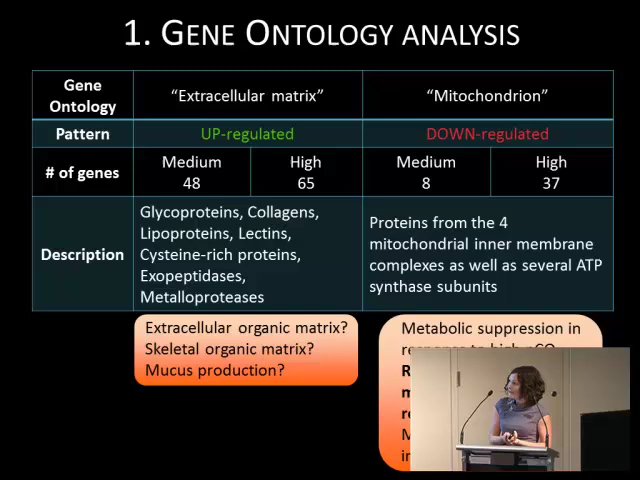 1. GENE ONTOLOGY ANALYSIS
Gene Ontology
"Extracellular matrix"
"Mitochondrion"
Pattern
UP-regulated
DOWN-regulated
# of genes
Medium
48
High
65
Medium
8
High
37
Description
Glycoproteins, Collagens,
Lipoproteins, Lectins,
Cysteine-rich proteins,
Exopeptidases,
Metalloproteases
Proteins from the 4
mitochondrial inner membrane
complexes as well as several ATP
synthase subunits
Extracellular organic matrix?
Skeletal organic matrix?
Mucus production?
Metabolic suppression in
response to high